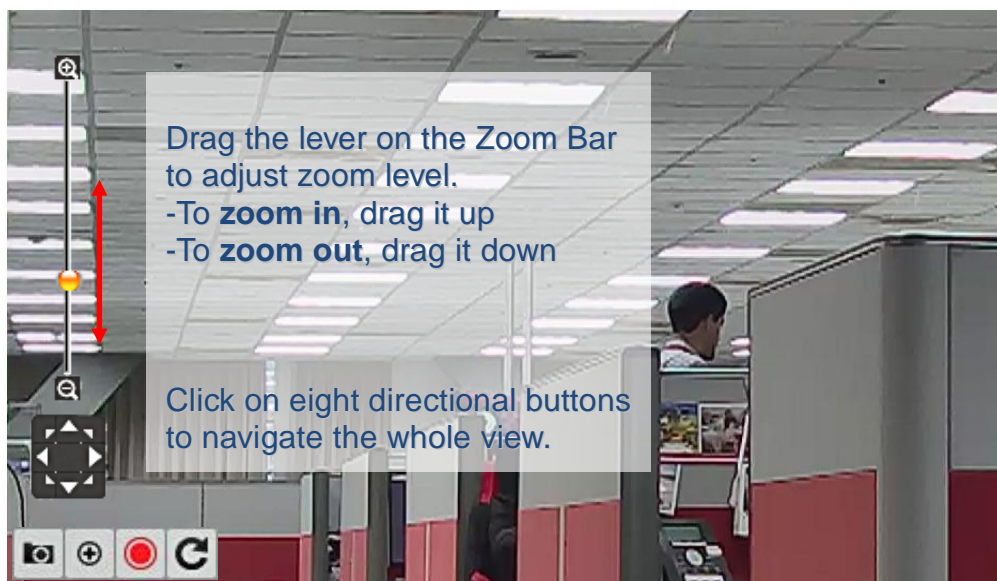 Drag the lever on the Zoom Bar
to adjust zoom level.
-To zoom in, drag it up
-To zoom out, drag it down
Click on eight directional buttons
to navigate the whole view.